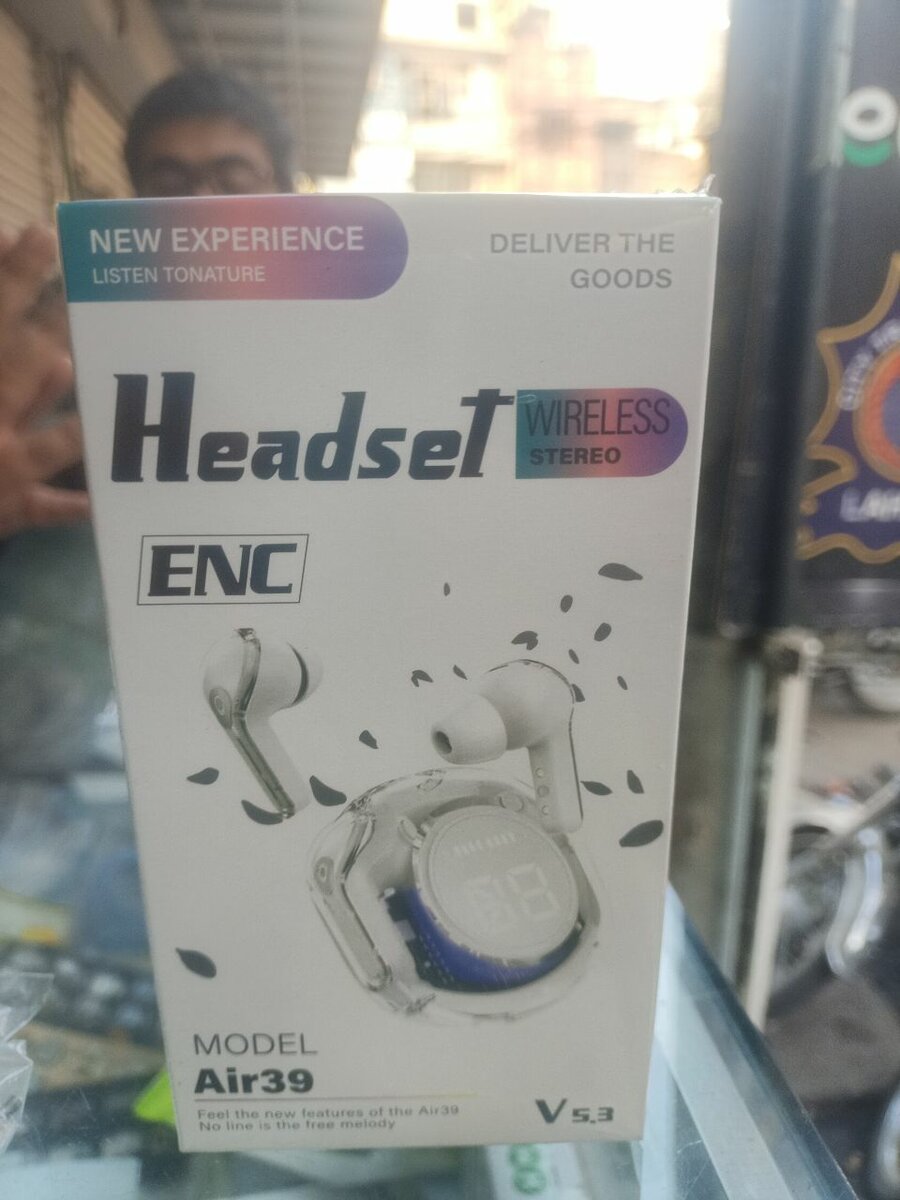 NEW EXPERIENCE
LISTEN TONATURE
DELIVER THE
GOODS
Headset
WIRELESS
STEREO
ENC
MODEL
Air39
Feel the new features of the Air39
No line is the free melody
V5.3